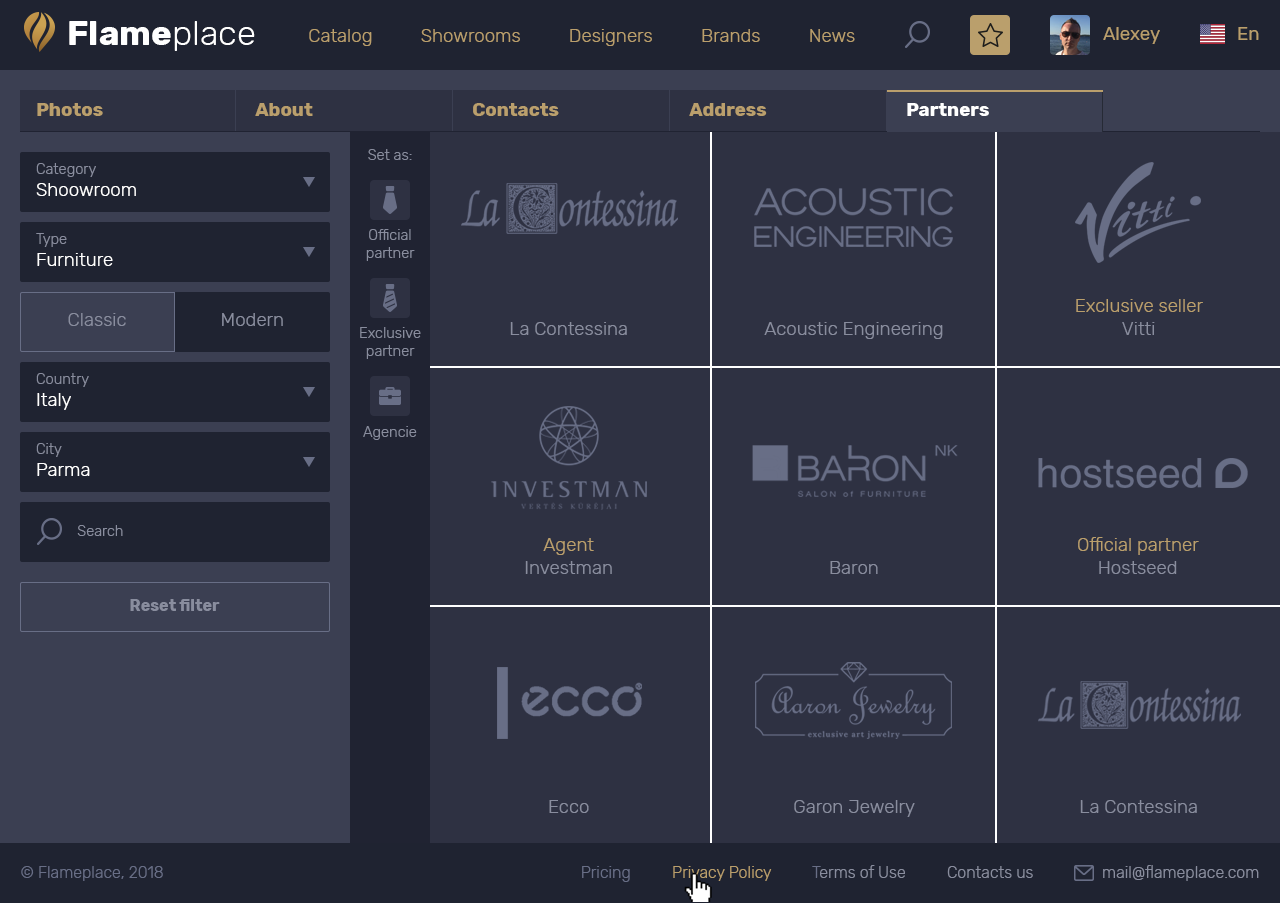 Flameplace
Catalog
Showrooms
Designers
Brands
News
Alexey
En
Photos
About
Contacts
Address
Partners
Category
Shoowroom
Type
Furniture
Classic
Modern
Country
Italy
City
Parma
Search
Reset filter
Set as:
Official
partner
Exclusive
partner
Agencie
La Contessina
La Contessina
ACOUSTIC
ENGINEERING
Acoustic Engineering
Vitti
Exclusive seller
Vitti
INVESTMAN
VERTĖS KŪRĖJAI
Agent
Investman
BARON NK
SALON of FURNITURE
Baron
hostseed
Official partner
Hostseed
ecco®
Ecco
Aaron Jewelry
exclusive art jewelry
Garon Jewelry
La Contessina
La Contessina
© Flameplace, 2018
Pricing
Privacy Policy
Terms of Use
Contacts us
mail@flameplace.com